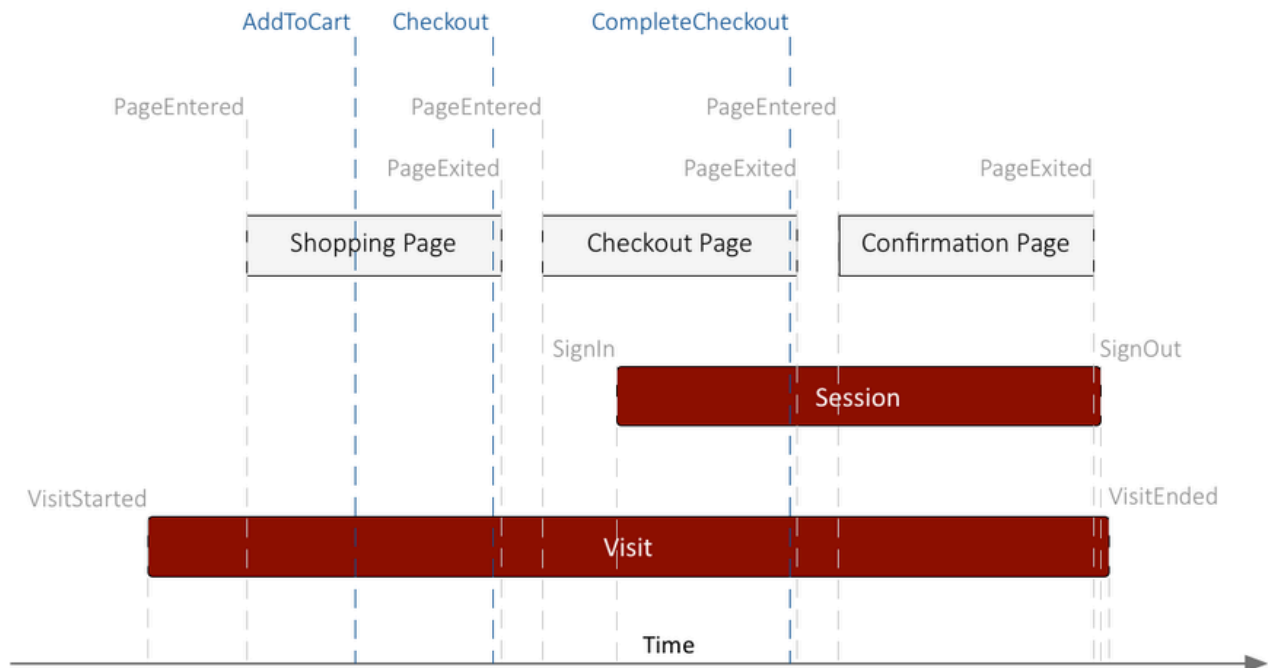 AddToCart
Checkout
CompleteCheckout
PageEntered
PageEntered
PageEntered
PageExited
PageExited
PageExited
Shopping Page
Checkout Page
Confirmation Page
SignIn
SignOut
Session
VisitStarted
VisitEnded
Visit
Time